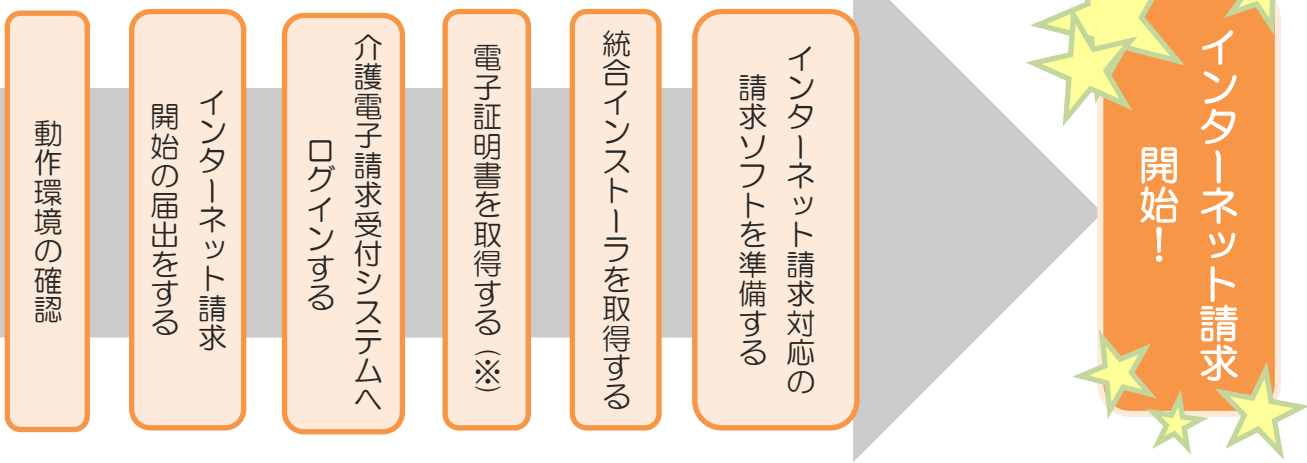 動作環境の確認
インターネット請求
開始の届出をする
介護電子請求受付システムへ
ログインする
電子証明書を取得する（※）
統合インストーラを取得する
インターネット請求対応の
請求ソフトを準備する
インターネット請求
開始！